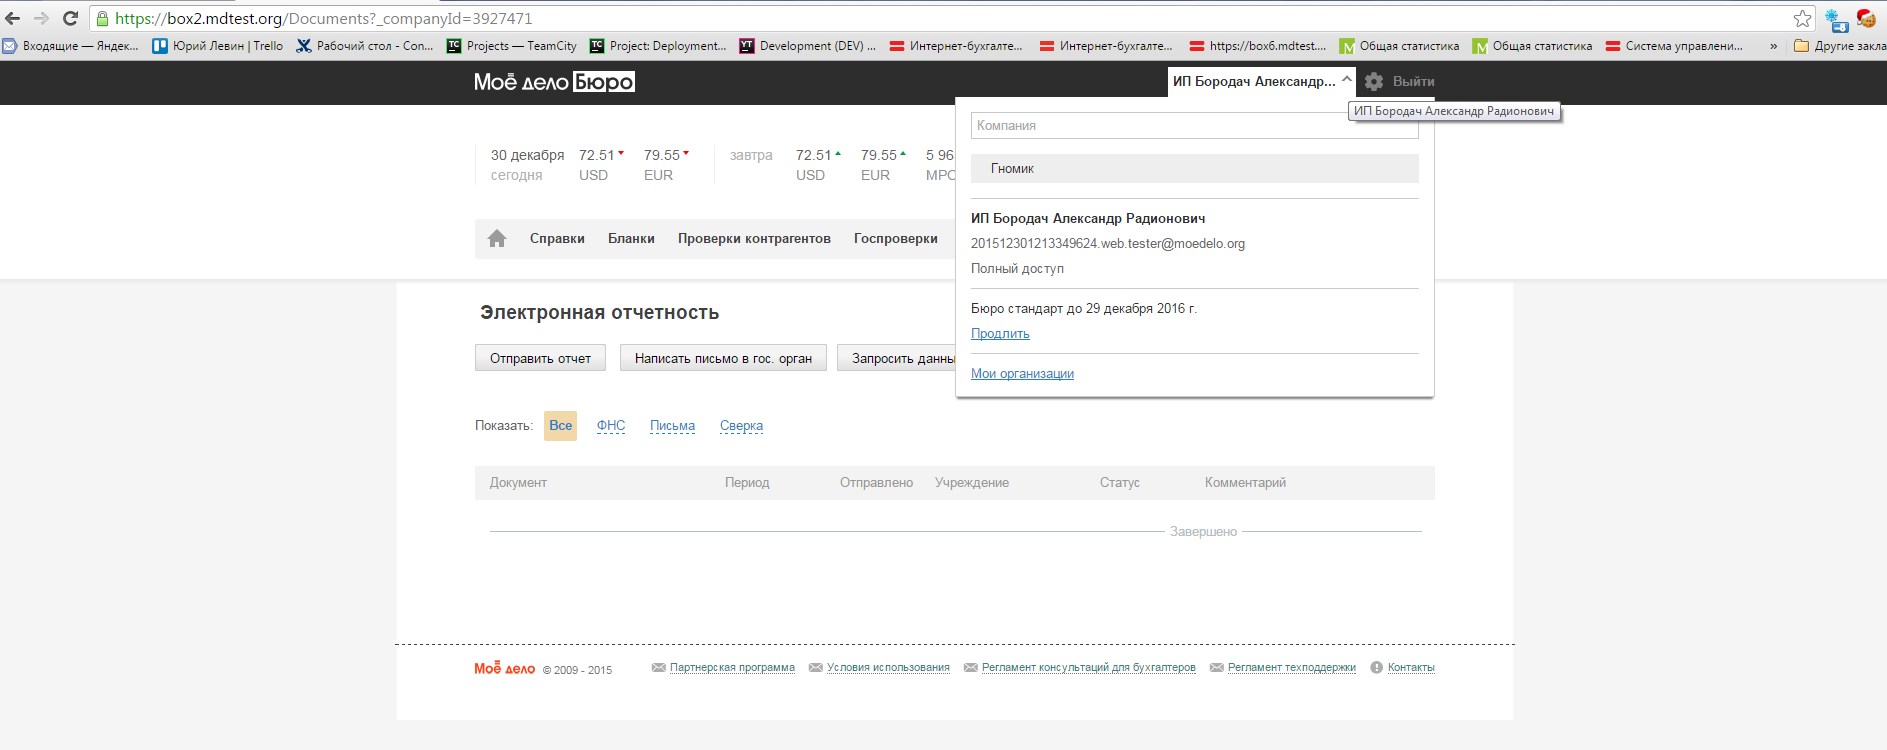 https://box2.mdtest.org/Documents?_companyId=3927471
Входящие — Яндек...
Юрий Левин | Trello
Рабочий стол - Con...
Projects — TeamCity
Project: Deployment...
Development (DEV) ...
Интернет-бухгалте...
Интернет-бухгалте...
https://box6.mdtest....
Общая статистика
Общая статистика
Система управлени...
»
Другие закла
Моё дело Бюро
ИП Бородач Александр...
Выйти
ИП Бородач Александр Радионович
Компания
Гномик
30 декабря 72.51 79.55 завтра 72.51 79.55 5 96
сегодня USD EUR USD EUR МРО
ИП Бородач Александр Радионович
201512301213349624.web.tester@moedelo.org
Полный доступ
Бюро стандарт до 29 декабря 2016 г.
Продлить
Мои организации
Справки Бланки Проверки контрагентов Госпроверки
Электронная отчетность
Отправить отчет Написать письмо в гос. орган Запросить данны
Показать: Все ФНС Письма Сверка
Документ Период Отправлено Учреждение Статус Комментарий
Завершено
Моё дело © 2009 - 2015 Партнерская программа Условия использования Регламент консультаций для бухгалтеров Регламент техподдержки Контакты